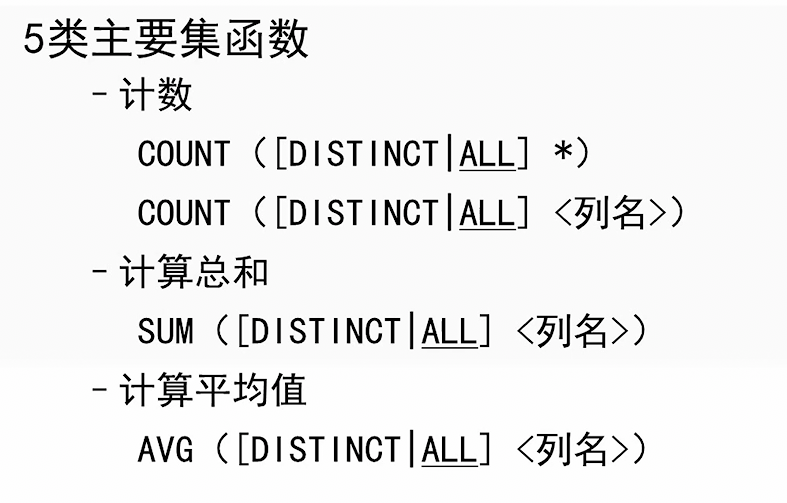 5类主要集函数
- 计数
COUNT（[DISTINCT|ALL] *）
COUNT（[DISTINCT|ALL] <列名>）
- 计算总和
SUM（[DISTINCT|ALL] <列名>）
- 计算平均值
AVG（[DISTINCT|ALL] <列名>）